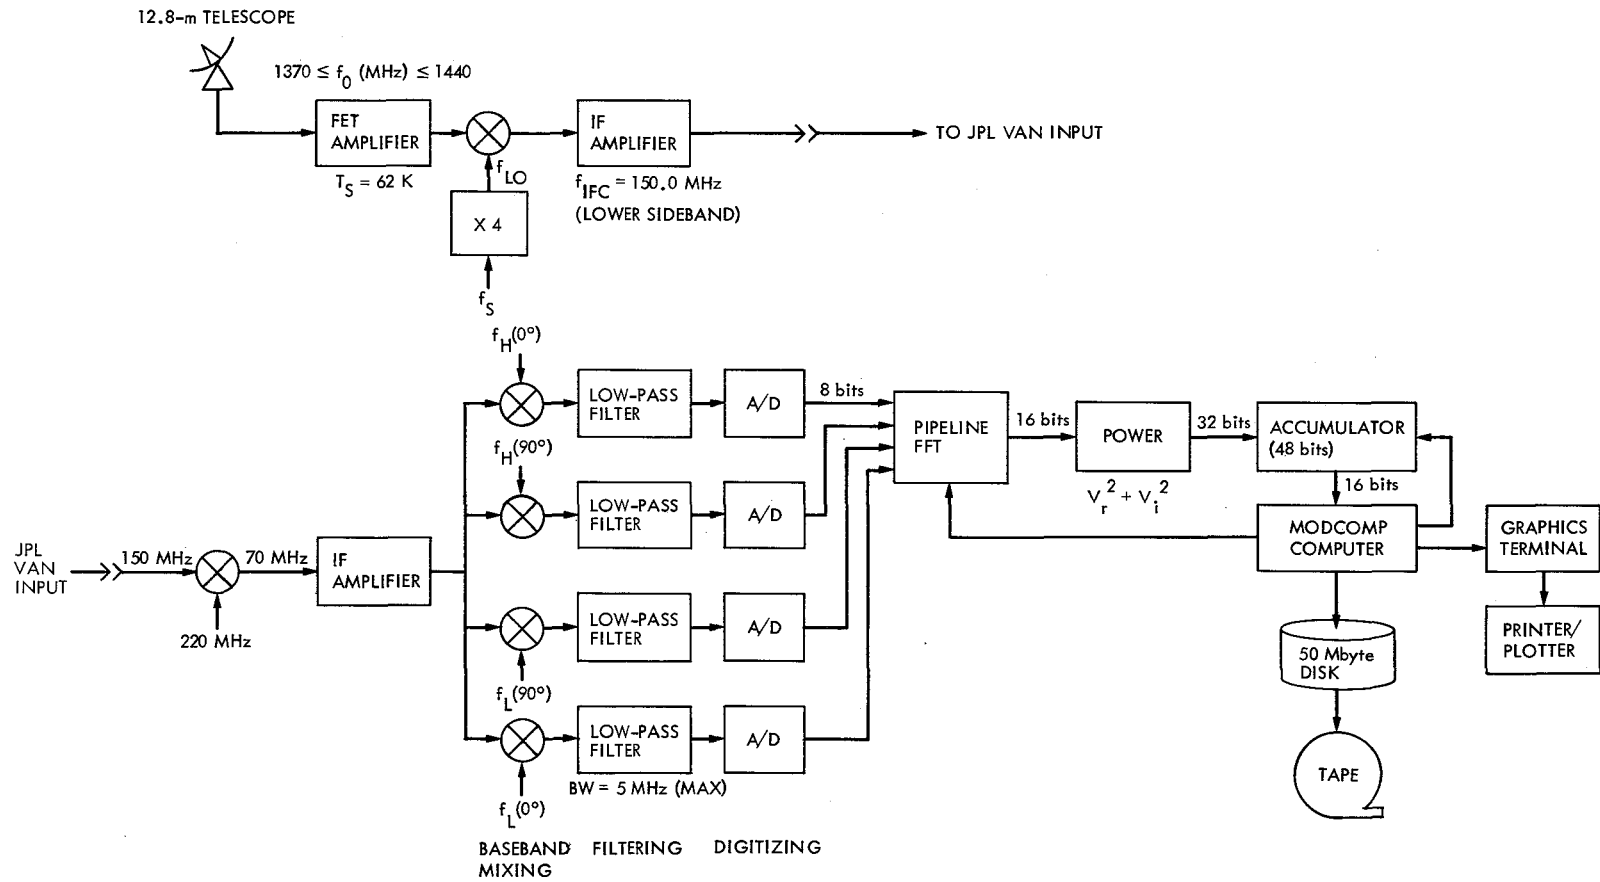 12.8-m TELESCOPE
1370 ≤ f0 (MHz) ≤ 1440
FET
AMPLIFIER
TS = 62 K
fLO
X 4
fS
IF
AMPLIFIER
fIFC = 150.0 MHz
(LOWER SIDEBAND)
TO JPL VAN INPUT
JPL
VAN
INPUT
150 MHz
220 MHz
70 MHz
IF
AMPLIFIER
fH(0°)
LOW-PASS
FILTER
A/D
8 bits
fH(90°)
LOW-PASS
FILTER
A/D
LOW-PASS
FILTER
A/D
fL(90°)
LOW-PASS
FILTER
A/D
BW = 5 MHz (MAX)
fL(0°)
BASEBAND
MIXING
FILTERING
DIGITIZING
PIPELINE
FFT
16 bits
POWER
Vr² + Vi²
32 bits
ACCUMULATOR
(48 bits)
16 bits
MODCOMP
COMPUTER
GRAPHICS
TERMINAL
PRINTER/
PLOTTER
50 Mbyte
DISK
TAPE